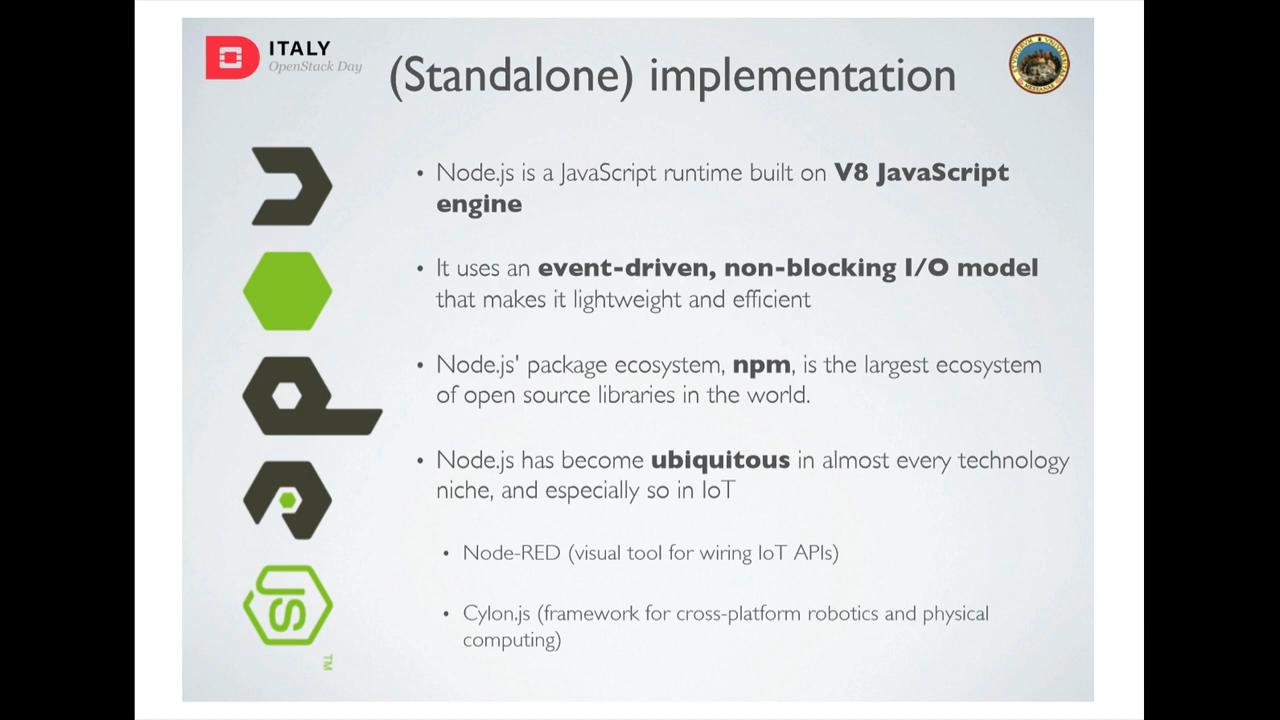 ITALY
OpenStack Day
(Standalone) implementation
• Node.js is a JavaScript runtime built on V8 JavaScript
engine
• It uses an event-driven, non-blocking I/O model
that makes it lightweight and efficient
• Node.js' package ecosystem, npm, is the largest ecosystem
of open source libraries in the world.
• Node.js has become ubiquitous in almost every technology
niche, and especially so in IoT
• Node-RED (visual tool for wiring IoT APIs)
• Cylon.js (framework for cross-platform robotics and physical
computing)
node
JS
TM